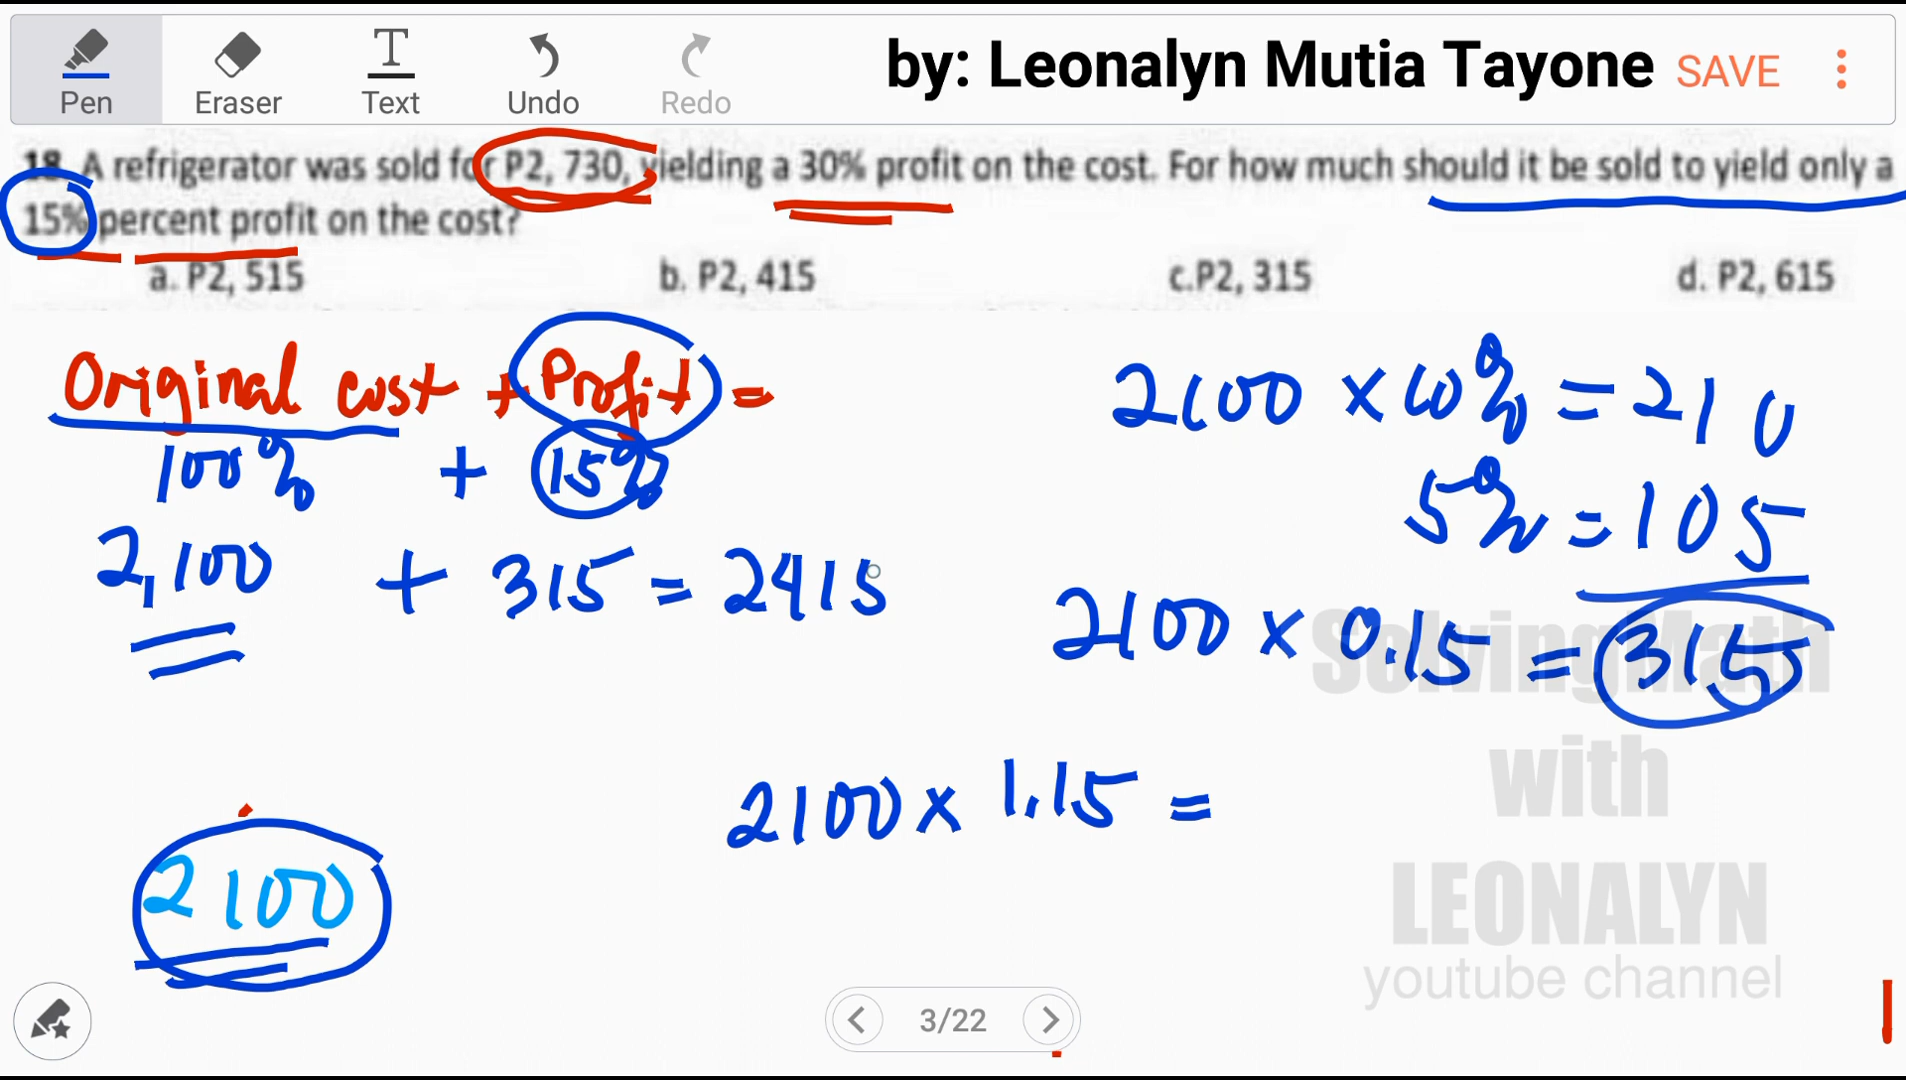 Pen Eraser Text Undo Redo by: Leonalyn Mutia Tayone SAVE
18. A refrigerator was sold for P2, 730, yielding a 30% profit on the cost. For how much should it be sold to yield only a
15% percent profit on the cost?
a. P2, 515 b. P2, 415 c.P2, 315 d. P2, 615
Original cost + Profit =
100% + 15%
2,100 + 315 = 2415
2100 x 10% = 210
5% = 105
2100 x 0.15 = 315
2100 x 1.15 =
2100
SolvingMath
with
LEONALYN
youtube channel
3/22